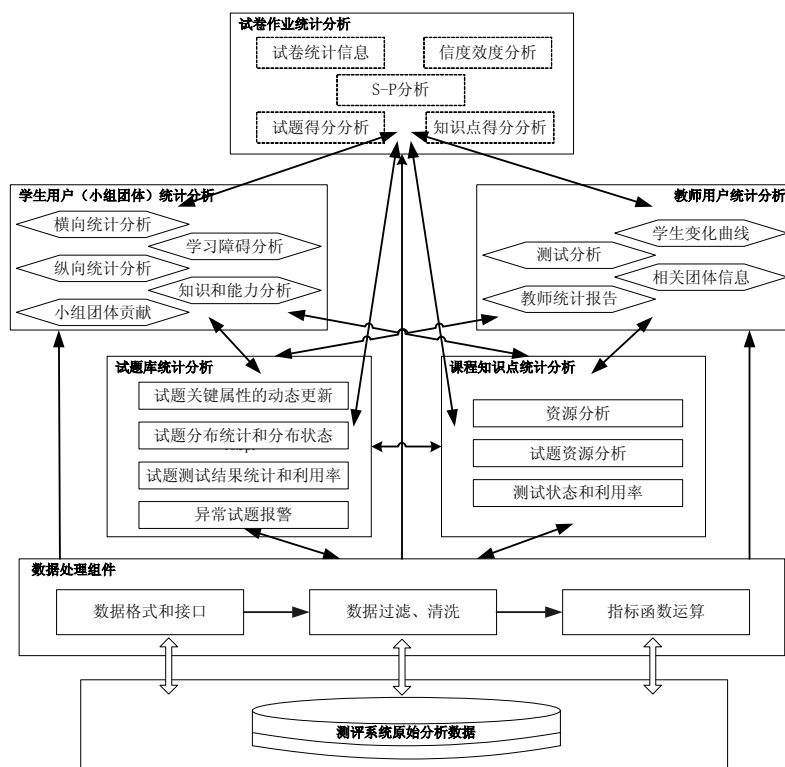 试卷作业统计分析
试卷统计信息
信度效度分析
S-P分析
试题得分分析
知识点得分分析
学生用户（小组团体）统计分析
横向统计分析
学习障碍分析
纵向统计分析
知识和能力分析
小组团体贡献
教师用户统计分析
学生变化曲线
测试分析
相关团体信息
教师统计报告
试题库统计分析
试题关键属性的动态更新
试题分布统计和分布状态
试题测试结果统计和利用率
异常试题报警
课程知识点统计分析
资源分析
试题资源分析
测试状态和利用率
数据处理组件
数据格式和接口
数据过滤、清洗
指标函数运算
测评系统原始分析数据